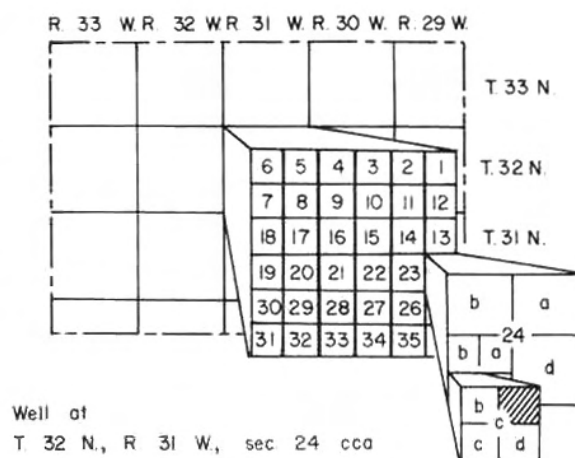 R. 33 W. R. 32 W. R. 31 W. R. 30 W. R. 29 W.
T. 33 N.
6 5 4 3 2 1
T. 32 N.
7 8 9 10 11 12
18 17 16 15 14 13
T. 31 N.
19 20 21 22 23
b a
30 29 28 27 26
24
31 32 33 34 35
b a
d
b
c
c d
Well at
T. 32 N., R. 31 W., sec 24 cca